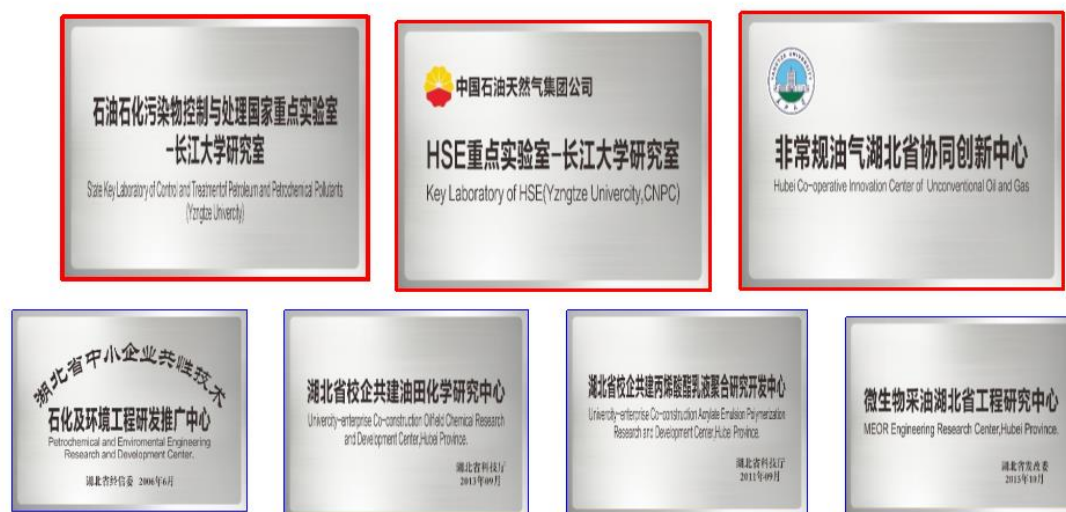 石油石化污染物控制与处理国家重点实验室
-长江大学研究室
State Key Laboratory of Control and Treatmentof Petroleum and Petrochemical Pollutants
(Yzngtze Univercity)
中国石油天然气集团公司
HSE重点实验室-长江大学研究室
Key Laboratory of HSE(Yzngtze Univercity,CNPC)
非常规油气湖北省协同创新中心
Hubei Co-operative Innovation Center of Unconventional Oil and Gas
湖北省中小企业共性技术
石化及环境工程研发推广中心
Petrochemical and Enviromental Engineering
Research and Development Center.
湖北省经信委 2006年6月
湖北省校企共建油田化学研究中心
Univercity-enterprise Co-construction Oilfield Chemical Research
and Development Center,Hubei Province.
湖北省科技厅
2013年09月
湖北省校企共建丙烯酸酯乳液聚合研究开发中心
Univercity-enterprise Co-construction Acrylate Emulsion Polymerization
Research and Development Center,Hubei Province.
湖北省科技厅
2011年09月
微生物采油湖北省工程研究中心
MEOR Engineering Research Center,Hubei Province.
湖北省发改委
2015年10月